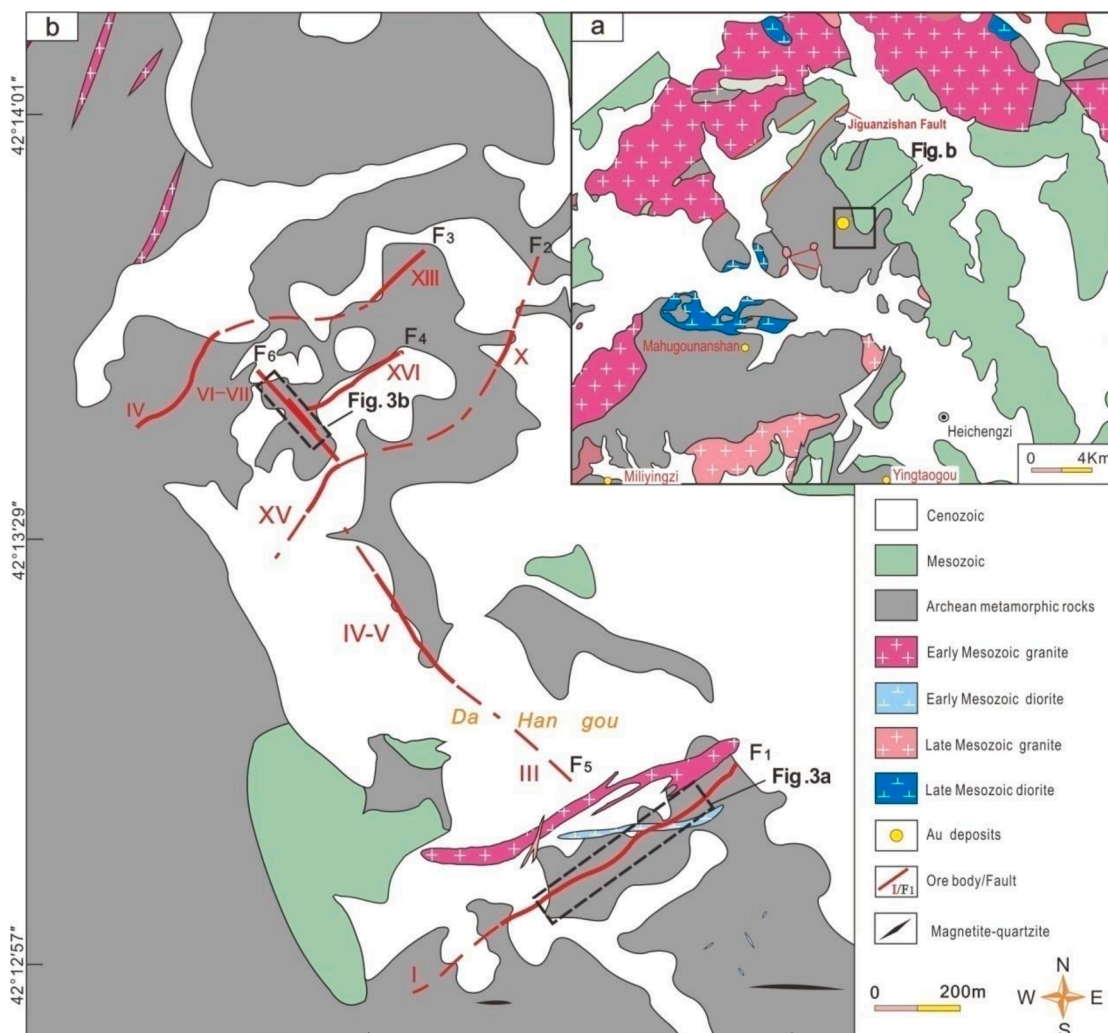 b
42°14′01″
42°13′29″
42°12′57″
F3
XIII
F2
F4
X
F6
XVI
VI-VII
IV
Fig. 3b
XV
IV-V
Da Han gou
III
F5
F1
Fig.3a
I
a
Jiguanzishan Fault
Fig. b
Mahugounanshan
Heichengzi
0 4Km
Miliyingzi
Yingtaogou
Cenozoic
Mesozoic
Archean metamorphic rocks
Early Mesozoic granite
Early Mesozoic diorite
Late Mesozoic granite
Late Mesozoic diorite
Au deposits
I/F1 Ore body/Fault
Magnetite-quartzite
0 200m
N
W E
S